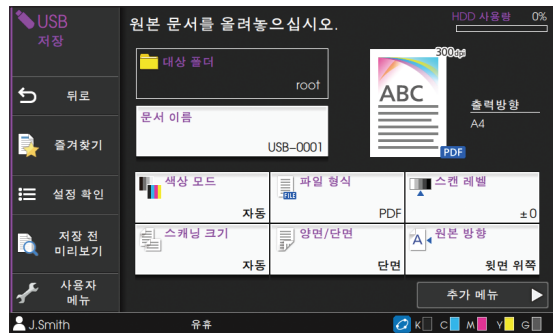 USB
저장
원본 문서를 올려놓으십시오.
HDD 사용량 0%
뒤로
즐겨찾기
설정 확인
저장 전
미리보기
사용자
메뉴
대상 폴더
root
문서 이름
USB-0001
300dpi
ABC
PDF
출력방향
A4
색상 모드
자동
파일 형식
FILE
PDF
스캔 레벨
±0
스캐닝 크기
자동
양면/단면
단면
원본 방향
A
윗면 위쪽
추가 메뉴
J.Smith
유휴
K C M Y G